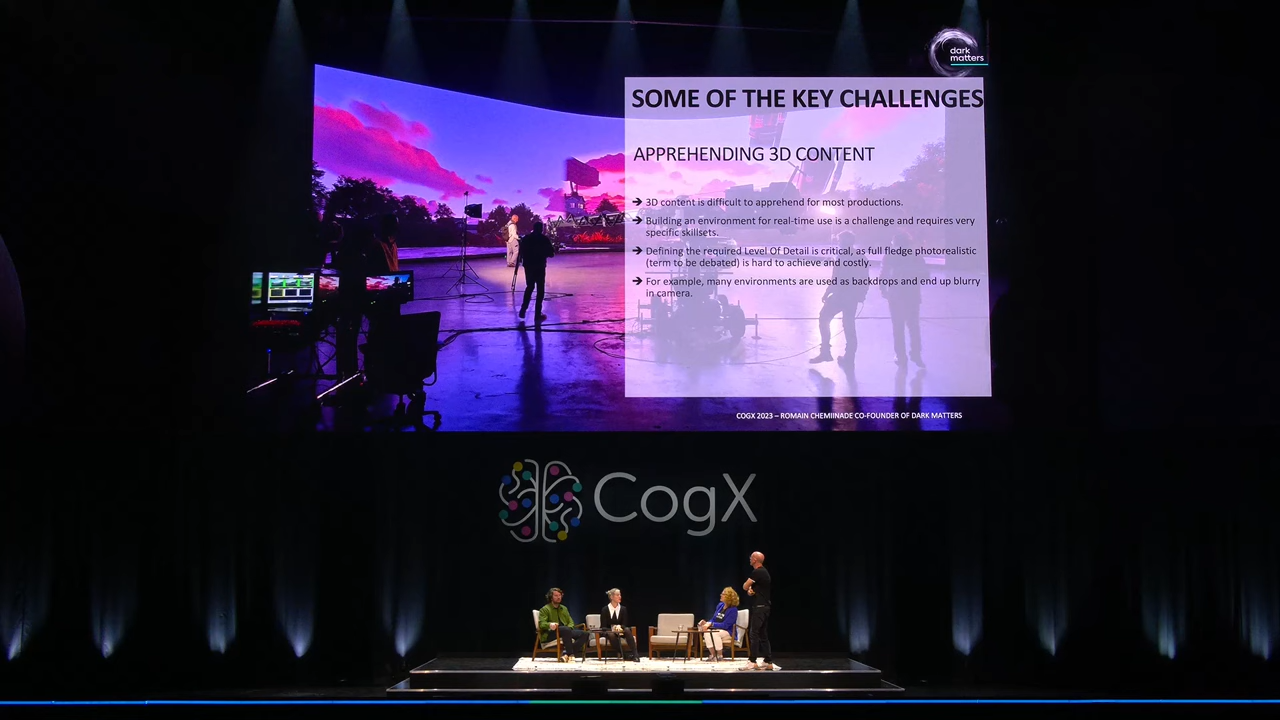 dark
matters
SOME OF THE KEY CHALLENGES
APPREHENDING 3D CONTENT
➔ 3D content is difficult to apprehend for most productions.
➔ Building an environment for real-time use is a challenge and requires very
specific skillsets.
➔ Defining the required Level Of Detail is critical, as full fledge photorealistic
(term to be debated) is hard to achieve and costly.
➔ For example, many environments are used as backdrops and end up blurry
in camera.
COGX 2023 – ROMAIN CHEMIINADE CO-FOUNDER OF DARK MATTERS
CogX